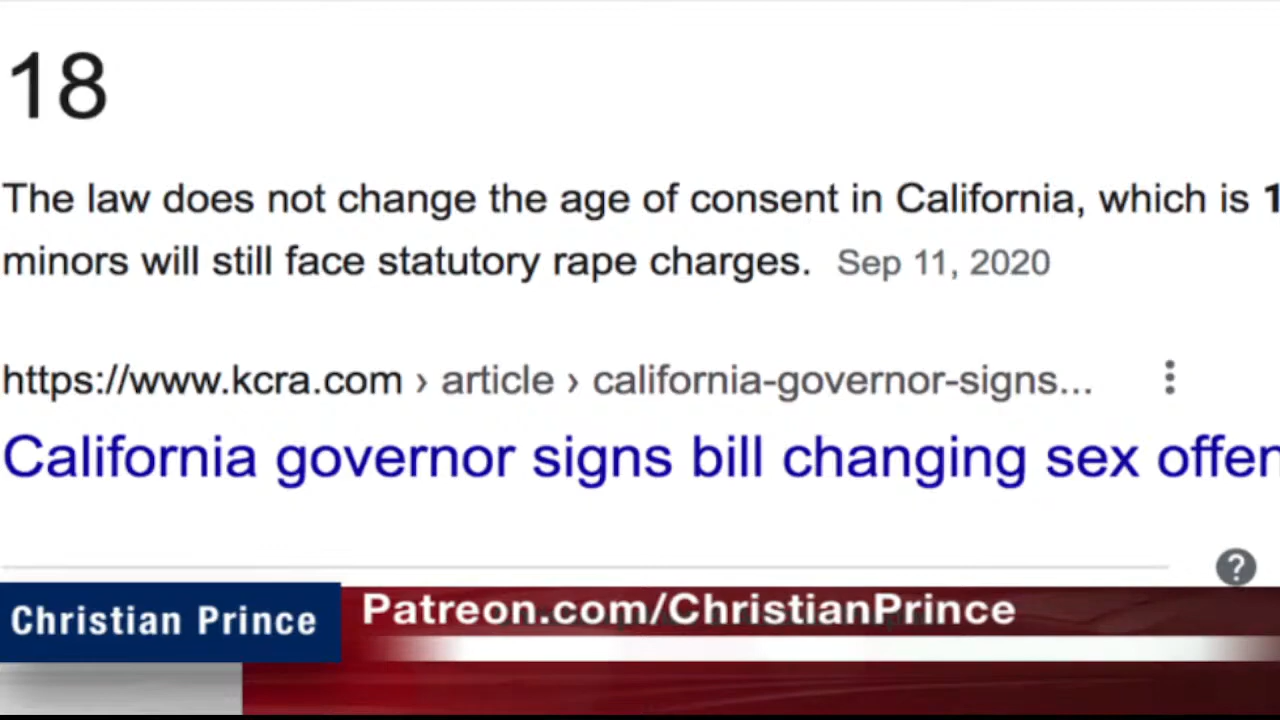 18
The law does not change the age of consent in California, which is 1
minors will still face statutory rape charges. Sep 11, 2020
https://www.kcra.com › article › california-governor-signs...
California governor signs bill changing sex offen
?
Christian Prince
Patreon.com/ChristianPrince